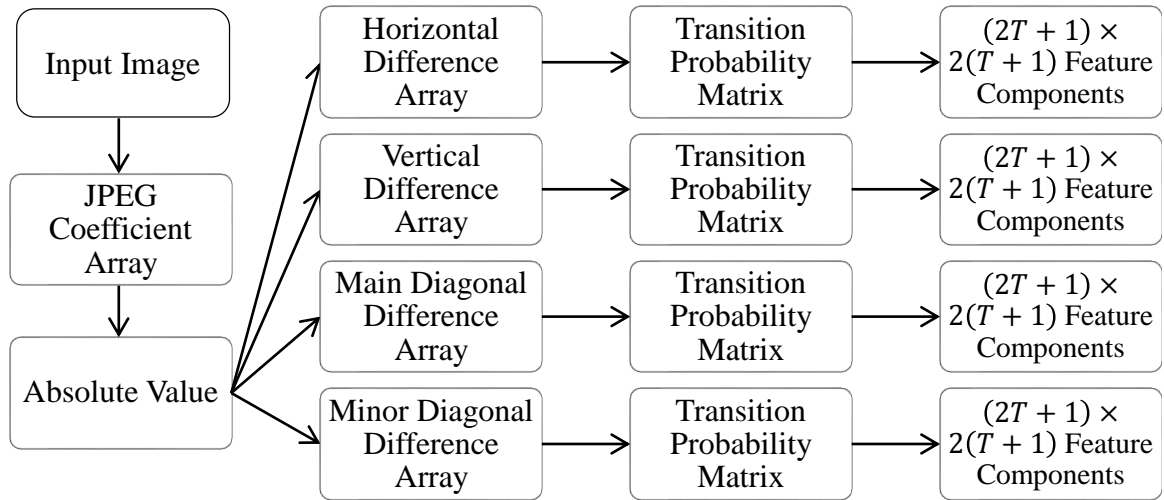 Input Image
JPEG
Coefficient
Array
Absolute Value
Horizontal
Difference
Array
Transition
Probability
Matrix
(2T + 1) ×
2(T + 1) Feature
Components
Vertical
Difference
Array
Transition
Probability
Matrix
(2T + 1) ×
2(T + 1) Feature
Components
Main Diagonal
Difference
Array
Transition
Probability
Matrix
(2T + 1) ×
2(T + 1) Feature
Components
Minor Diagonal
Difference
Array
Transition
Probability
Matrix
(2T + 1) ×
2(T + 1) Feature
Components